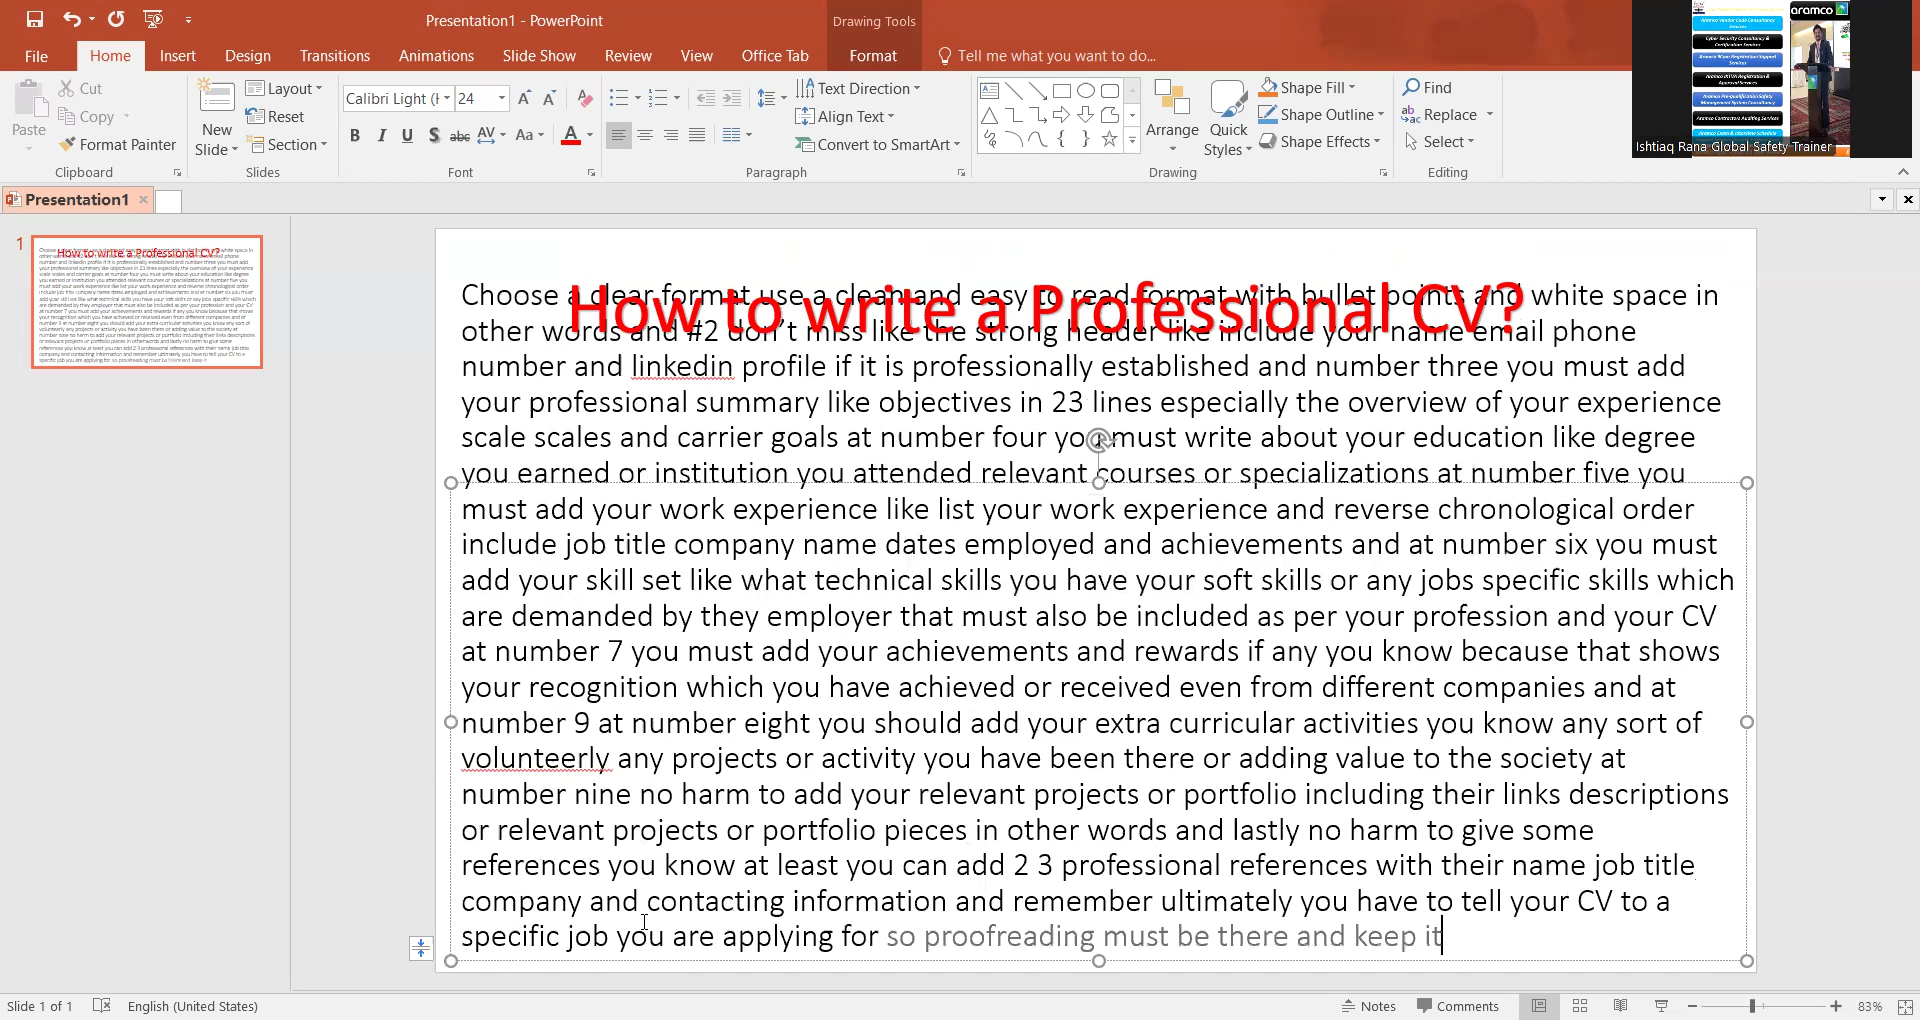 Presentation1 - PowerPoint
Drawing Tools
File
Home
Insert
Design
Transitions
Animations
Slide Show
Review
View
Office Tab
Format
Tell me what you want to do...
Paste
Cut
Copy
Format Painter
Clipboard
New
Slide
Layout
Reset
Section
Slides
Calibri Light (H
24
Font
Text Direction
Align Text
Convert to SmartArt
Paragraph
Arrange
Quick
Styles
Shape Fill
Shape Outline
Shape Effects
Drawing
Find
Replace
Select
Editing
aramco
Aramco Vendor Code Consultancy
Services
Cyber Security Consultancy &
Certification Services
Ishtiaq Rana Global Safety Trainer
Presentation1
1
How to write a Professional CV?
Choose a clear format use a clean and easy to read format with bullet points and white space in
other words and #2 don't miss like the strong header like include your name email phone
number and linkedin profile if it is professionally established and number three you must add
your professional summary like objectives in 23 lines especially the overview of your experience
scale scales and carrier goals at number four you must write about your education like degree
you earned or institution you attended relevant courses or specializations at number five you
must add your work experience like list your work experience and reverse chronological order
include job title company name dates employed and achievements and at number six you must
add your skill set like what technical skills you have your soft skills or any jobs specific skills which
are demanded by they employer that must also be included as per your profession and your CV
at number 7 you must add your achievements and rewards if any you know because that shows
your recognition which you have achieved or received even from different companies and at
number 9 at number eight you should add your extra curricular activities you know any sort of
volunteerly any projects or activity you have been there or adding value to the society at
number nine no harm to add your relevant projects or portfolio including their links descriptions
or relevant projects or portfolio pieces in other words and lastly no harm to give some
references you know at least you can add 2 3 professional references with their name job title
company and contacting information and remember ultimately you have to tell your CV to a
specific job you are applying for so proofreading must be there and keep it
Slide 1 of 1
English (United States)
Notes
Comments
83%